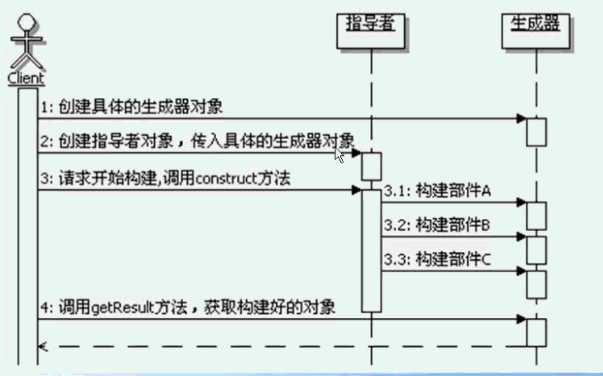 指导者
生成器
Client
1: 创建具体的生成器对象
2: 创建指导者对象，传入具体的生成器对象
3: 请求开始构建,调用construct方法
3.1: 构建部件A
3.2: 构建部件B
3.3: 构建部件C
4: 调用getResult方法，获取构建好的对象